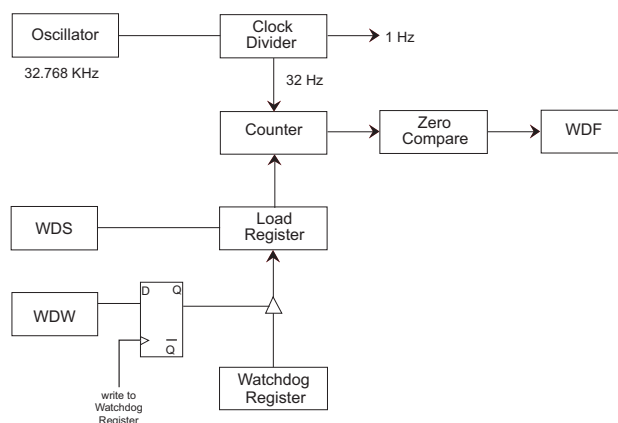 Oscillator
32.768 KHz
Clock
Divider
1 Hz
32 Hz
Counter
Zero
Compare
WDF
WDS
Load
Register
WDW
D
Q
Q
write to
Watchdog
Register
Watchdog
Register